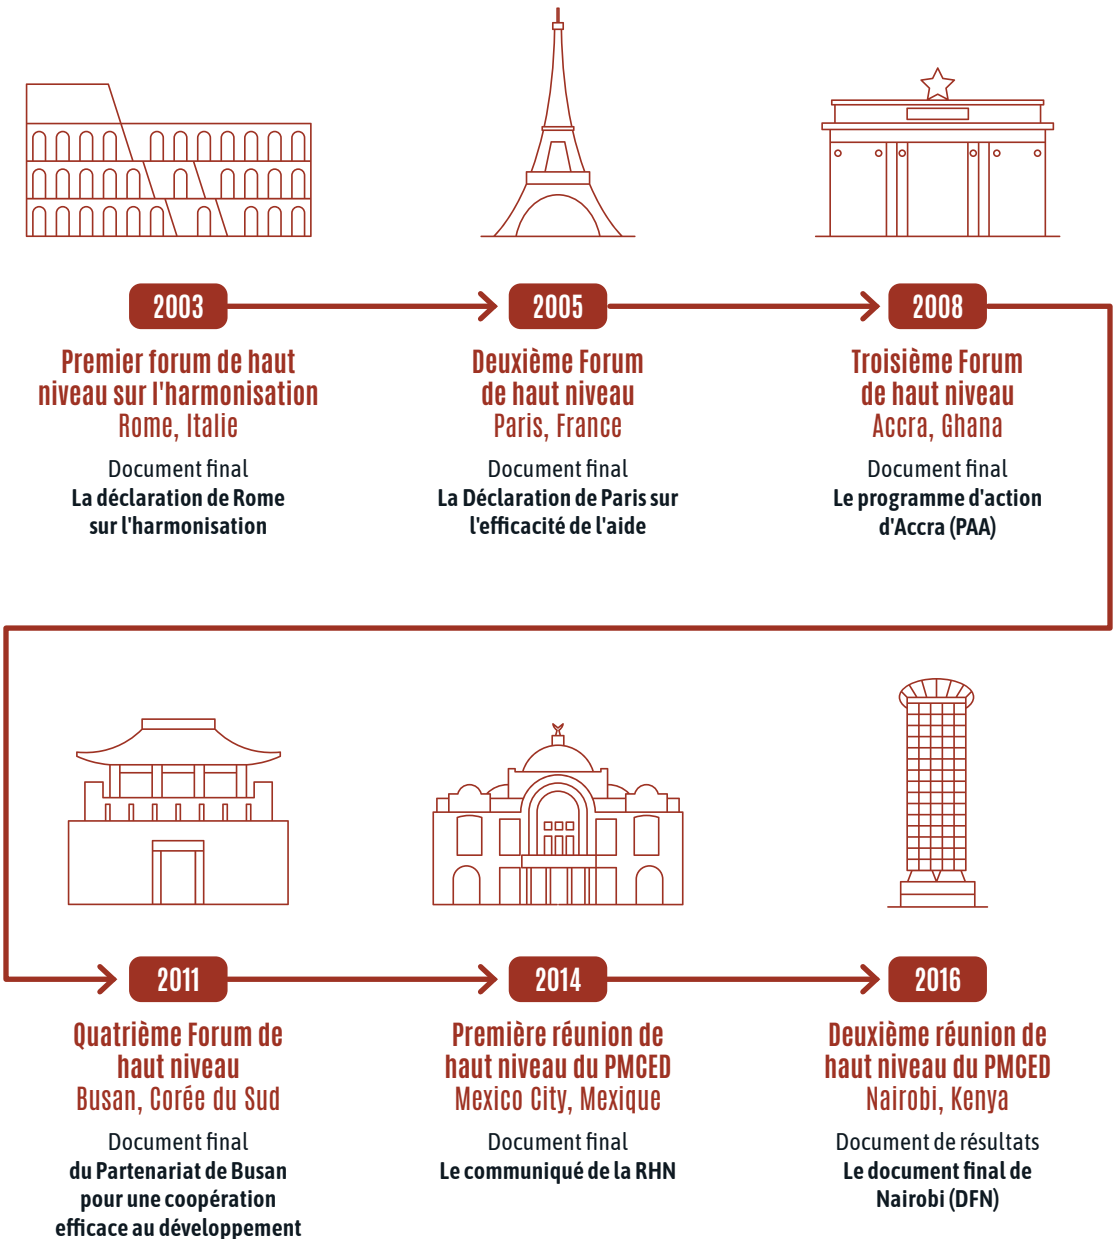 2003
Premier forum de haut
niveau sur l'harmonisation
Rome, Italie
Document final
La déclaration de Rome
sur l'harmonisation
2005
Deuxième Forum
de haut niveau
Paris, France
Document final
La Déclaration de Paris sur
l'efficacité de l'aide
2008
Troisième Forum
de haut niveau
Accra, Ghana
Document final
Le programme d'action
d'Accra (PAA)
2011
Quatrième Forum de
haut niveau
Busan, Corée du Sud
Document final
du Partenariat de Busan
pour une coopération
efficace au développement
2014
Première réunion de
haut niveau du PMCED
Mexico City, Mexique
Document final
Le communiqué de la RHN
2016
Deuxième réunion de
haut niveau du PMCED
Nairobi, Kenya
Document de résultats
Le document final de
Nairobi (DFN)